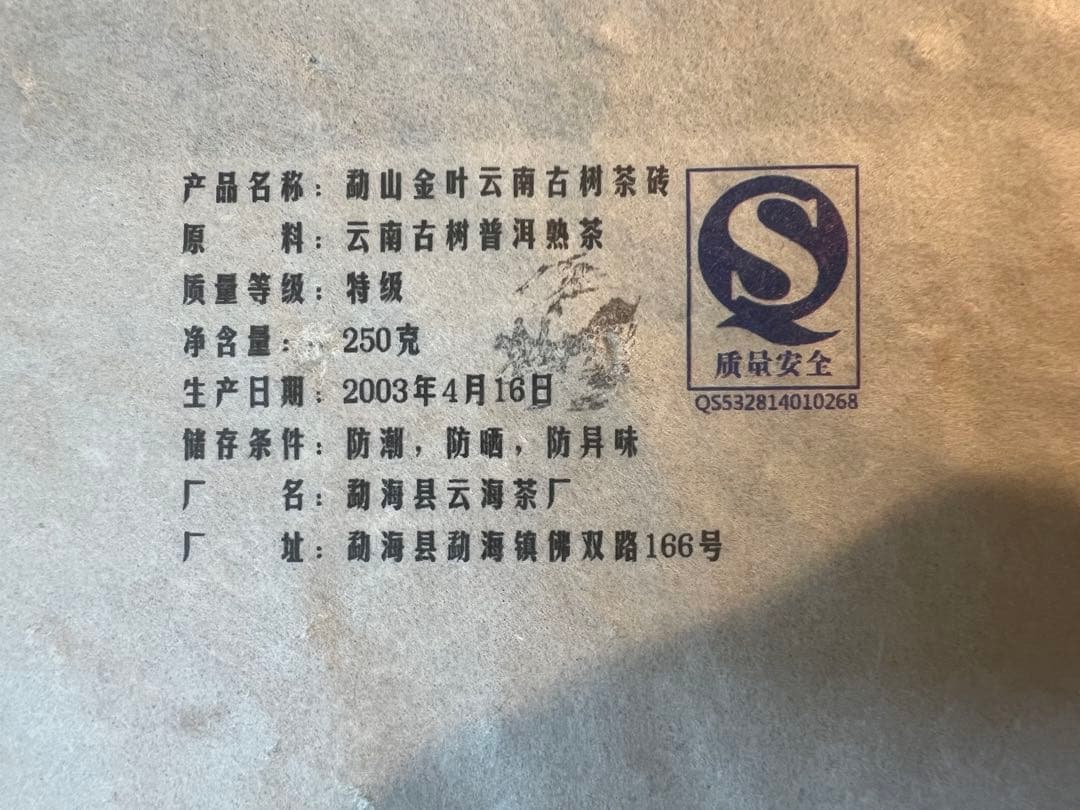 产品名称：勐山金叶云南古树茶砖
原 料：云南古树普洱熟茶
质量等级：特级
净含量： 250克
生产日期：2003年4月16日
储存条件：防潮，防晒，防异味
厂 名：勐海县云海茶厂
厂 址：勐海县勐海镇佛双路166号
QS
质量安全
QS532814010268